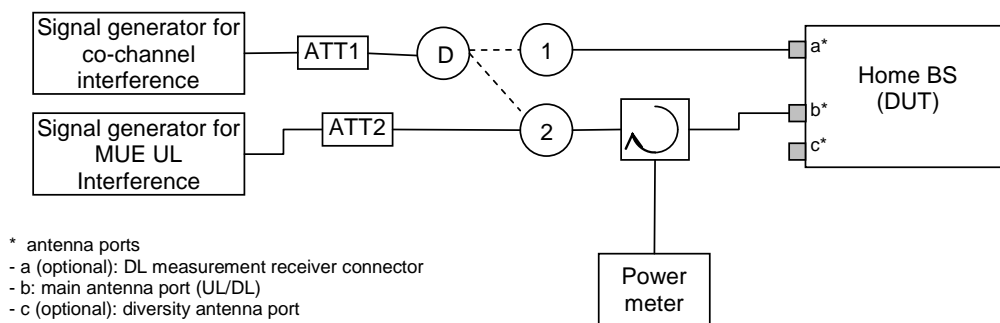 Signal generator for
co-channel
interference
ATT1
D
1
a*
Home BS
(DUT)
Signal generator for
MUE UL
Interference
ATT2
2
b*
c*
Power
meter
* antenna ports
- a (optional): DL measurement receiver connector
- b: main antenna port (UL/DL)
- c (optional): diversity antenna port